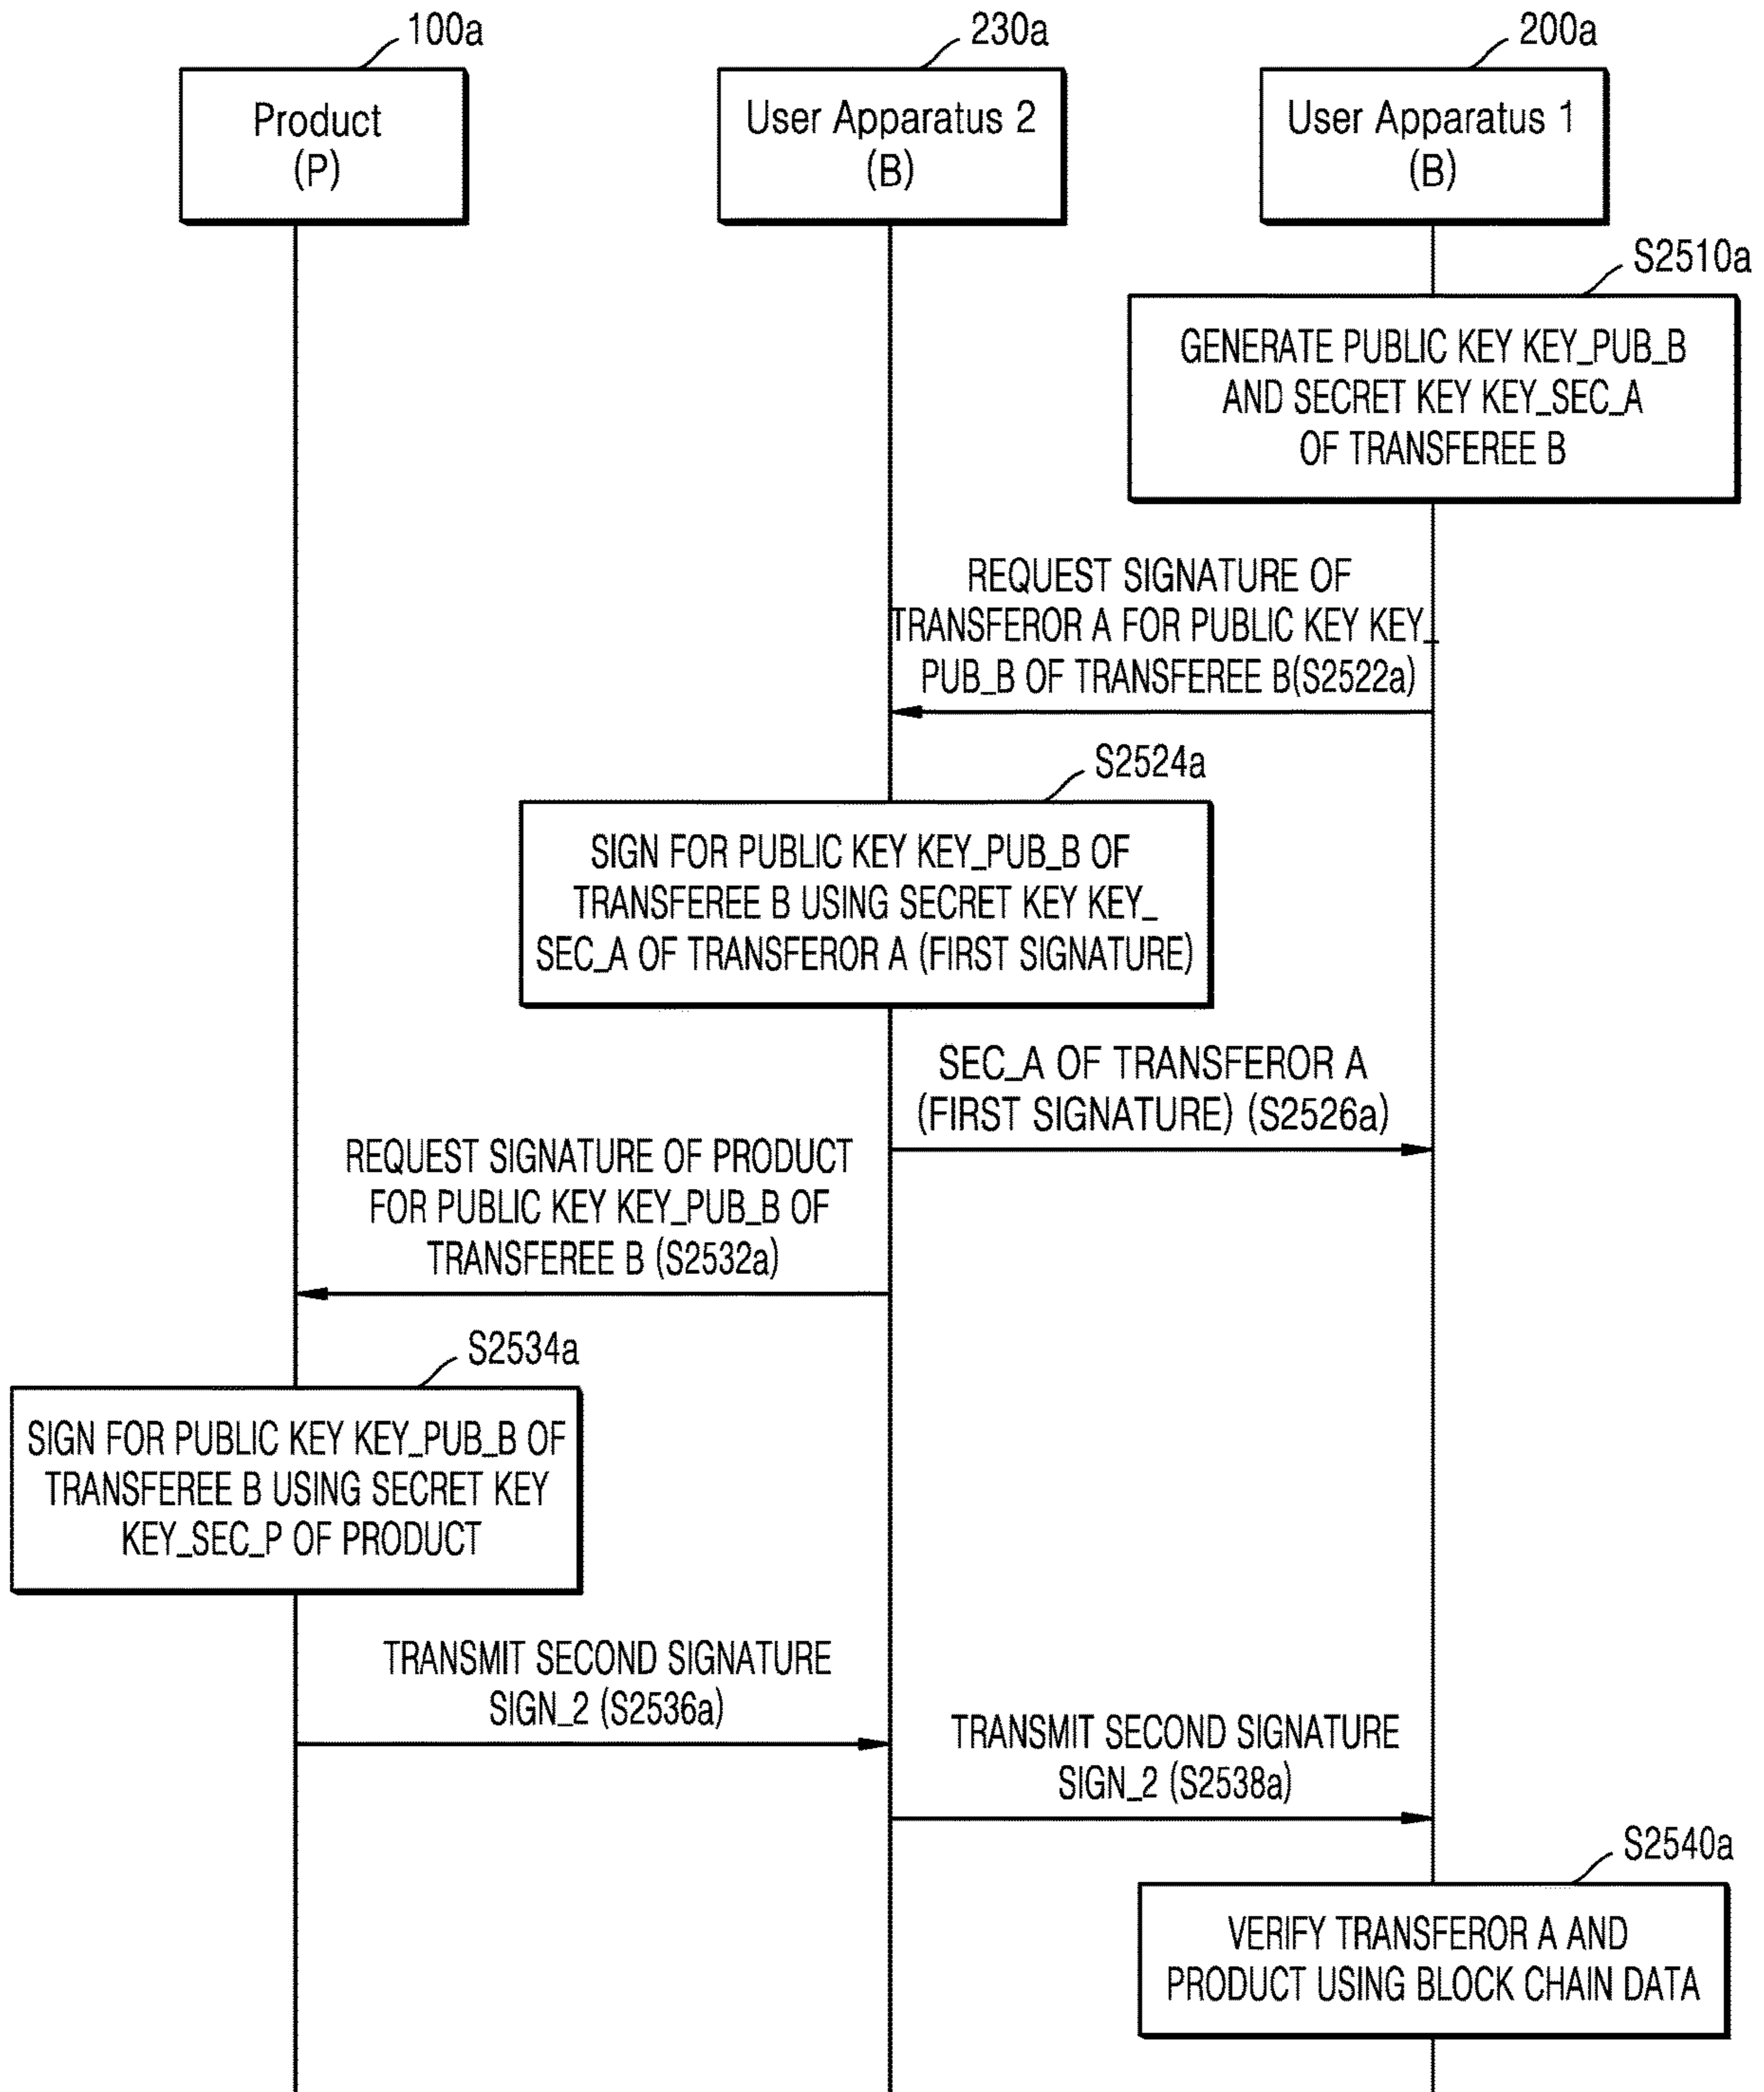 100a
230a
200a
Product
(P)
User Apparatus 2
(B)
User Apparatus 1
(B)
S2510a
GENERATE PUBLIC KEY KEY_PUB_B
AND SECRET KEY KEY_SEC_A
OF TRANSFEREE B
REQUEST SIGNATURE OF
TRANSFEROR A FOR PUBLIC KEY KEY_
PUB_B OF TRANSFEREE B(S2522a)
S2524a
SIGN FOR PUBLIC KEY KEY_PUB_B OF
TRANSFEREE B USING SECRET KEY KEY_
SEC_A OF TRANSFEROR A (FIRST SIGNATURE)
SEC_A OF TRANSFEROR A
(FIRST SIGNATURE) (S2526a)
REQUEST SIGNATURE OF PRODUCT
FOR PUBLIC KEY KEY_PUB_B OF
TRANSFEREE B (S2532a)
S2534a
SIGN FOR PUBLIC KEY KEY_PUB_B OF
TRANSFEREE B USING SECRET KEY
KEY_SEC_P OF PRODUCT
TRANSMIT SECOND SIGNATURE
SIGN_2 (S2536a)
TRANSMIT SECOND SIGNATURE
SIGN_2 (S2538a)
S2540a
VERIFY TRANSFEROR A AND
PRODUCT USING BLOCK CHAIN DATA